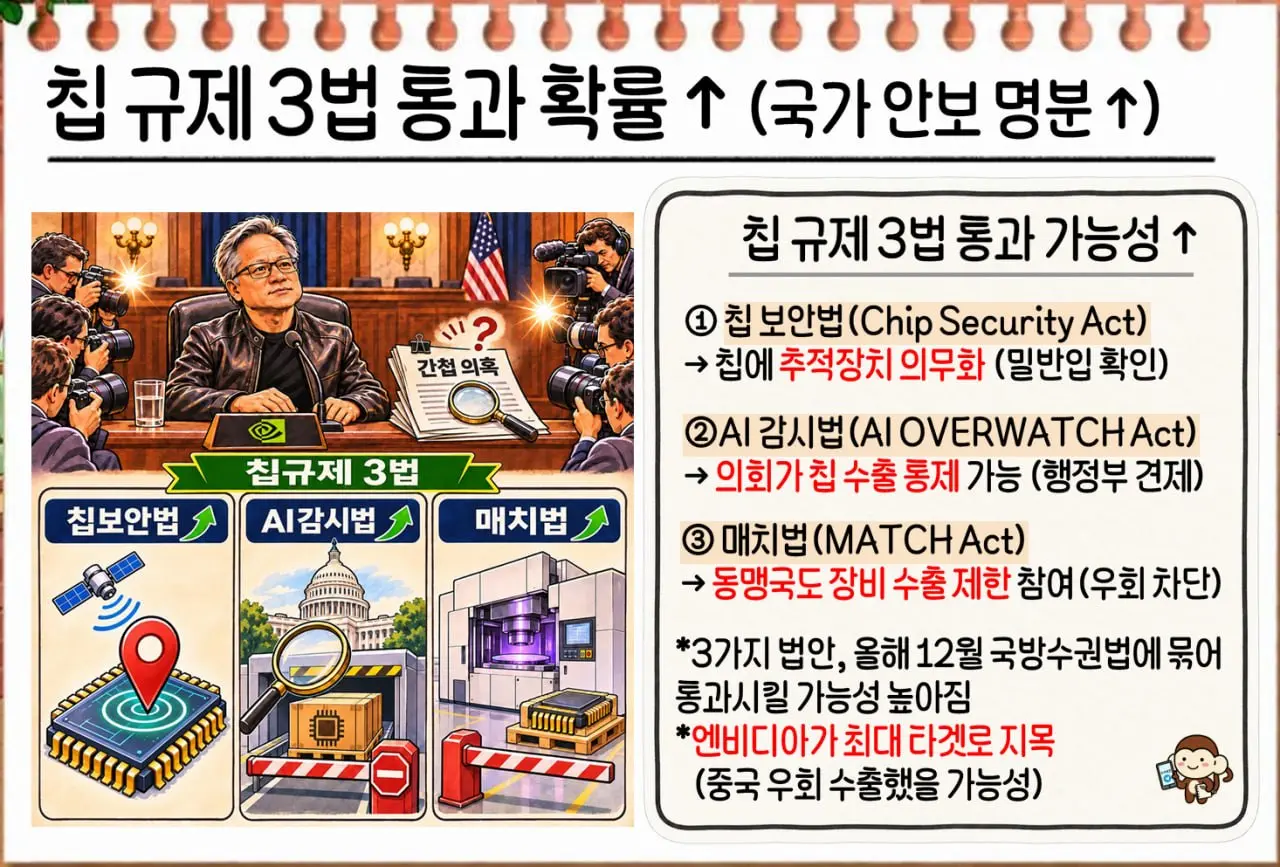 칩 규제 3법 통과 확률 ↑ (국가 안보 명분 ↑)
간첩 의혹
?
칩규제 3법
칩보안법
AI감시법
매치법
칩 규제 3법 통과 가능성 ↑
① 칩 보안법(Chip Security Act)
→ 칩에 추적장치 의무화 (밀반입 확인)
②AI 감시법(AI OVERWATCH Act)
→ 의회가 칩 수출 통제 가능 (행정부 견제)
③ 매치법(MATCH Act)
→ 동맹국도 장비 수출 제한 참여(우회 차단)
*3가지 법안, 올해 12월 국방수권법에 묶어
통과시킬 가능성 높아짐
*엔비디아가 최대 타겟로 지목
(중국 우회 수출했을 가능성)